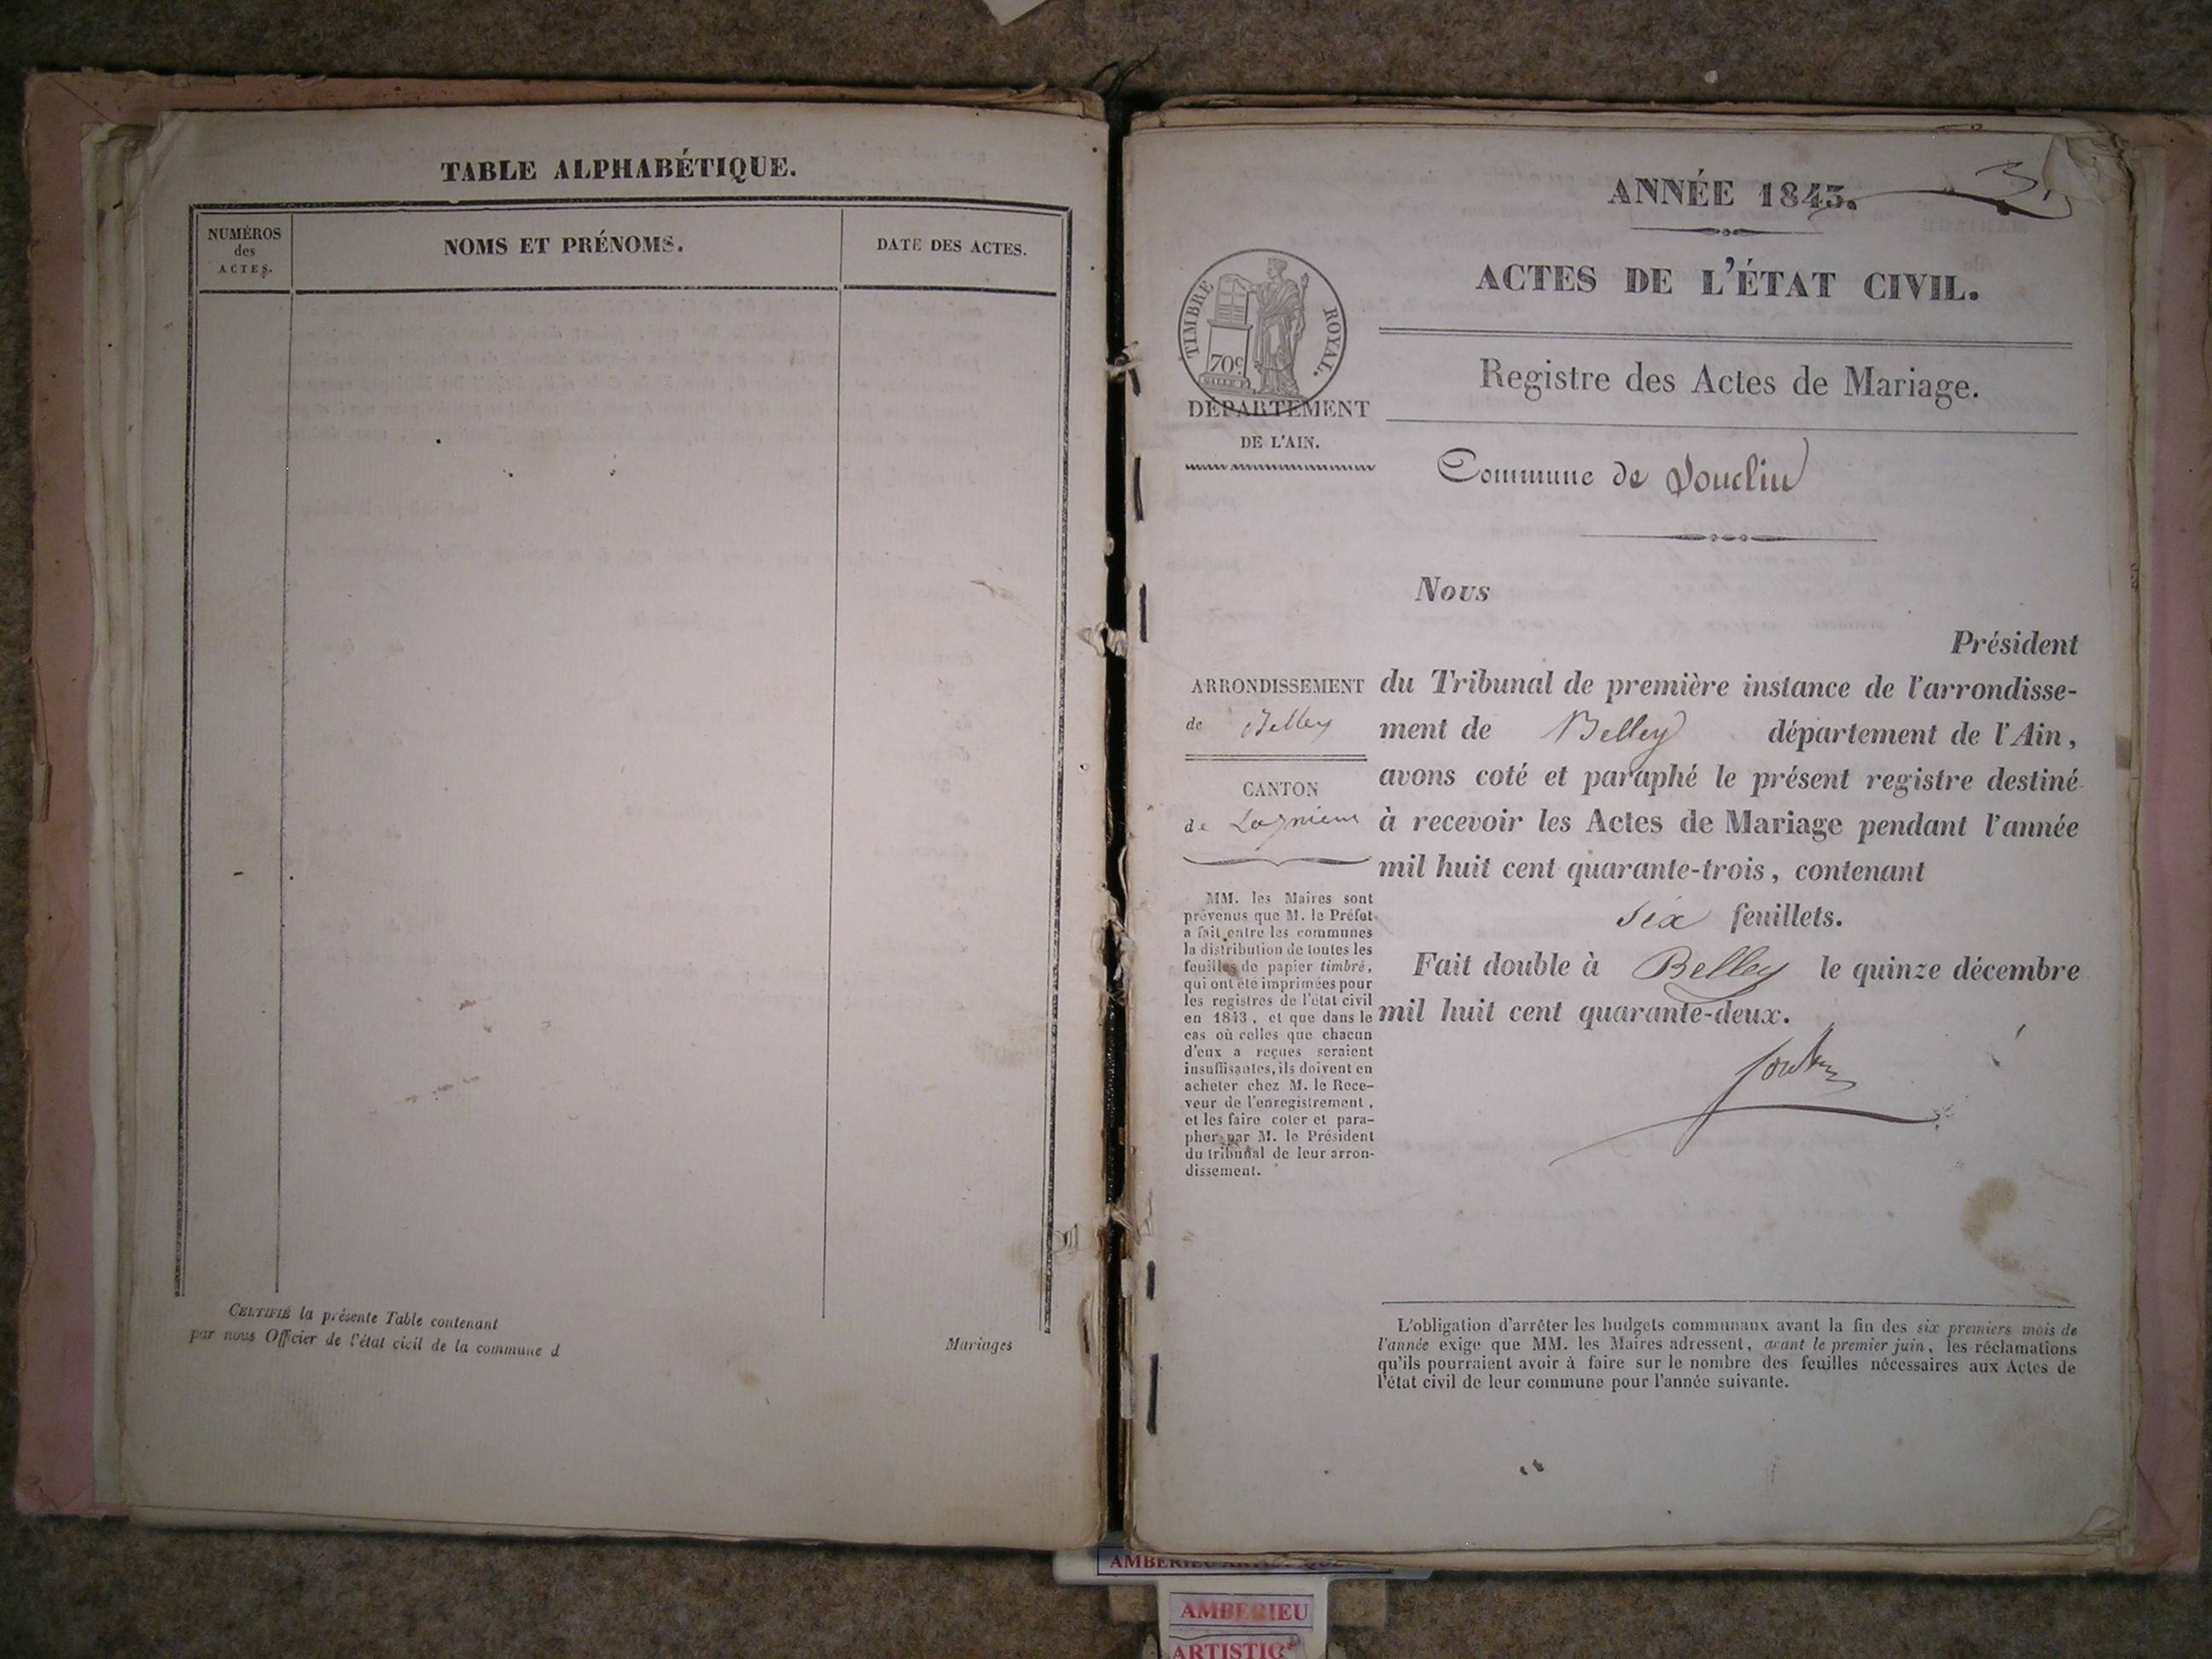 TABLE ALPHABÉTIQUE.
NUMÉROS
des
ACTES.
NOMS ET PRÉNOMS.
DATE DES ACTES.
CERTIFIÉ la présente Table contenant
Mariages
par nous Officier de l'état civil de la commune d
ANNÉE 1843.
ACTES DE L'ÉTAT CIVIL.
TIMBRE ROYAL.
70c
DÉPARTEMENT
DE L'AIN.
Registre des Actes de Mariage.
Commune de
Nous
Président
du Tribunal de première instance de l'arrondisse-
ment de Belley département de l'Ain,
avons coté et paraphé le présent registre destiné
à recevoir les Actes de Mariage pendant l'année
mil huit cent quarante-trois, contenant
six feuillets.
Fait double à Belley le quinze décembre
mil huit cent quarante-deux.
ARRONDISSEMENT
de Belley
CANTON
de Lagnieu
MM. les Maires sont
prévenus que M. le Préfet
a fait entre les communes
la distribution de toutes les
feuilles de papier timbré,
qui ont été imprimées pour
les registres de l'état civil
en 1843, et que dans le
cas où celles que chacun
d'eux a reçues seraient
insuffisantes, ils doivent en
acheter chez M. le Rece-
veur de l'enregistrement,
et les faire coter et para-
pher par M. le Président
du tribunal de leur arron-
dissement.
L'obligation d'arrêter les budgets communaux avant la fin des six premiers mois de
l'année exige que MM. les Maires adressent, avant le premier juin, les réclamations
qu'ils pourraient avoir à faire sur le nombre des feuilles nécessaires aux Actes de
l'état civil de leur commune pour l'année suivante.
AMBERIEU ARTISTIQUE
AMBERIEU
ARTISTIQ